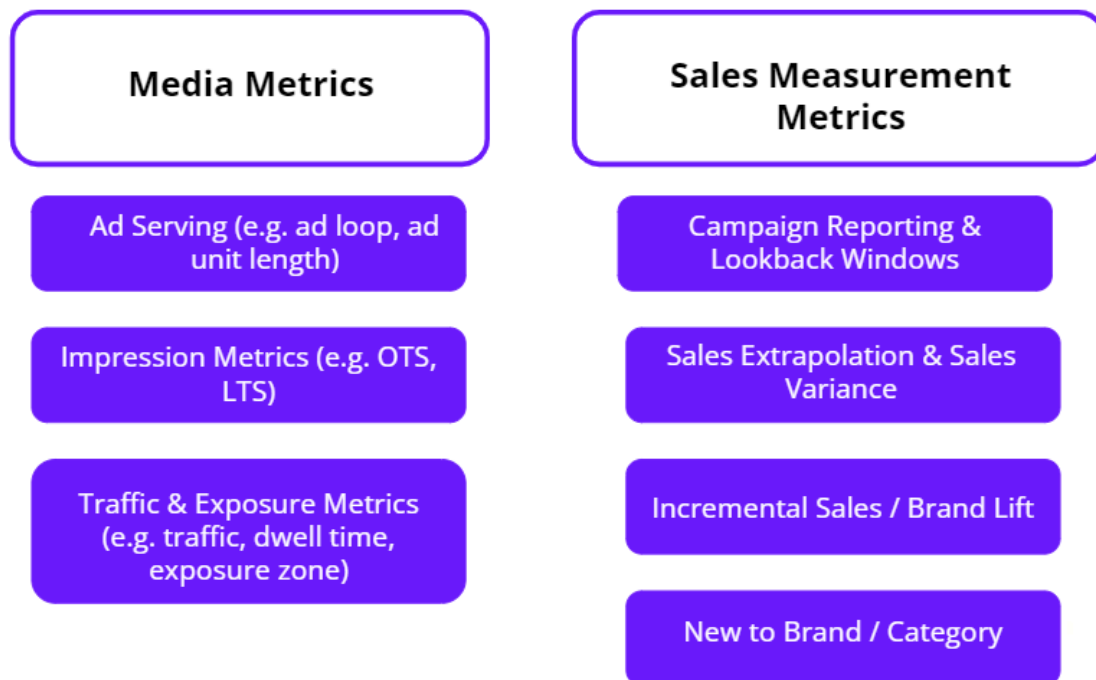 Media Metrics
Ad Serving (e.g. ad loop, ad
unit length)
Impression Metrics (e.g. OTS,
LTS)
Traffic & Exposure Metrics
(e.g. traffic, dwell time,
exposure zone)
Sales Measurement
Metrics
Campaign Reporting &
Lookback Windows
Sales Extrapolation & Sales
Variance
Incremental Sales / Brand Lift
New to Brand / Category